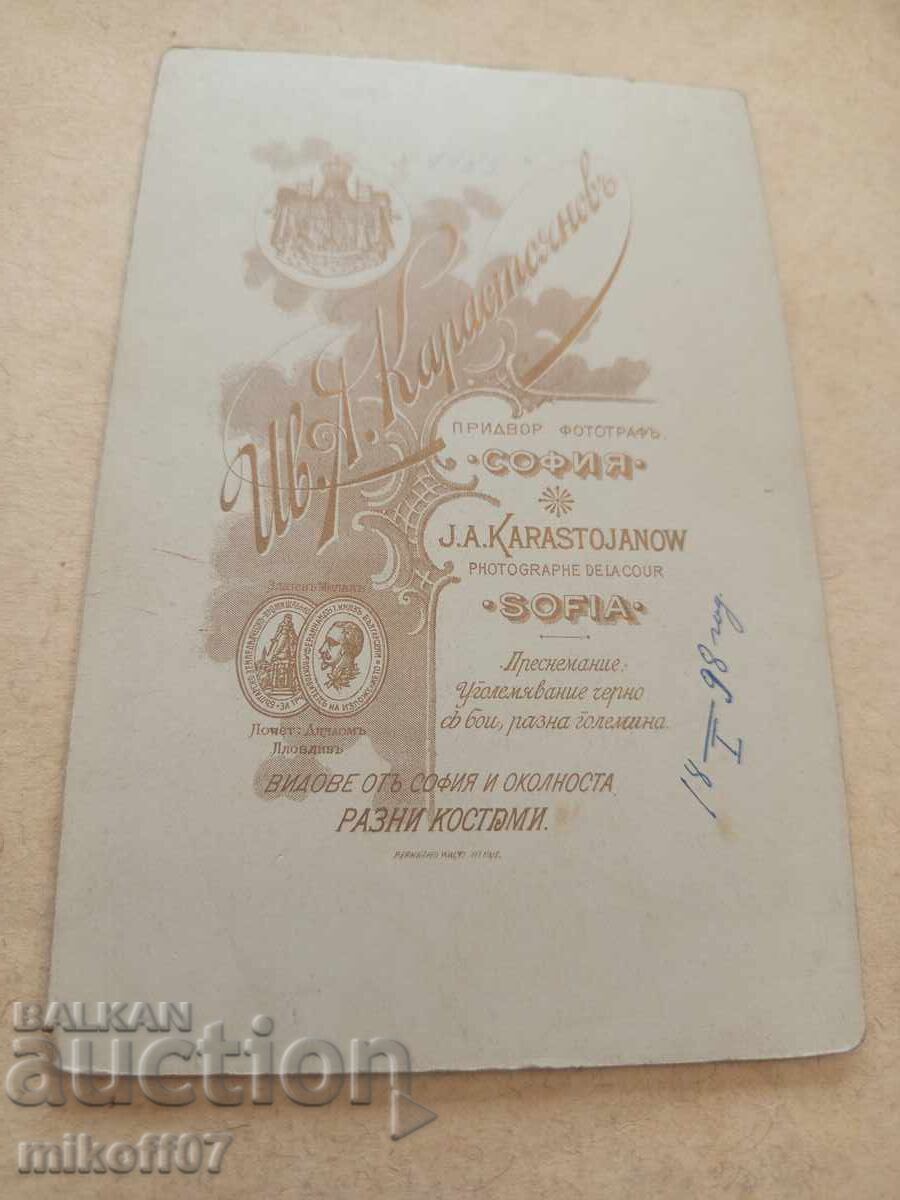 Ив. А. Карастояновъ
ПРИДВОР ФОТОТРАФЪ.
СОФИЯ
J.A. KARASTOJANOW
PHOTOGRAPHE DE LA COUR
SOFIA
Златенъ Медалъ
Преснемание.
Уголемявание черно
съ бои, разна големина.
Почет: Дипломъ
Пловдивъ
ВИДОВЕ ОТЪ СОФИЯ И ОКОЛНОСТА
РАЗНИ КОСТЮМИ.
18 I 98 год.
BALKAN
auction
mikoff07